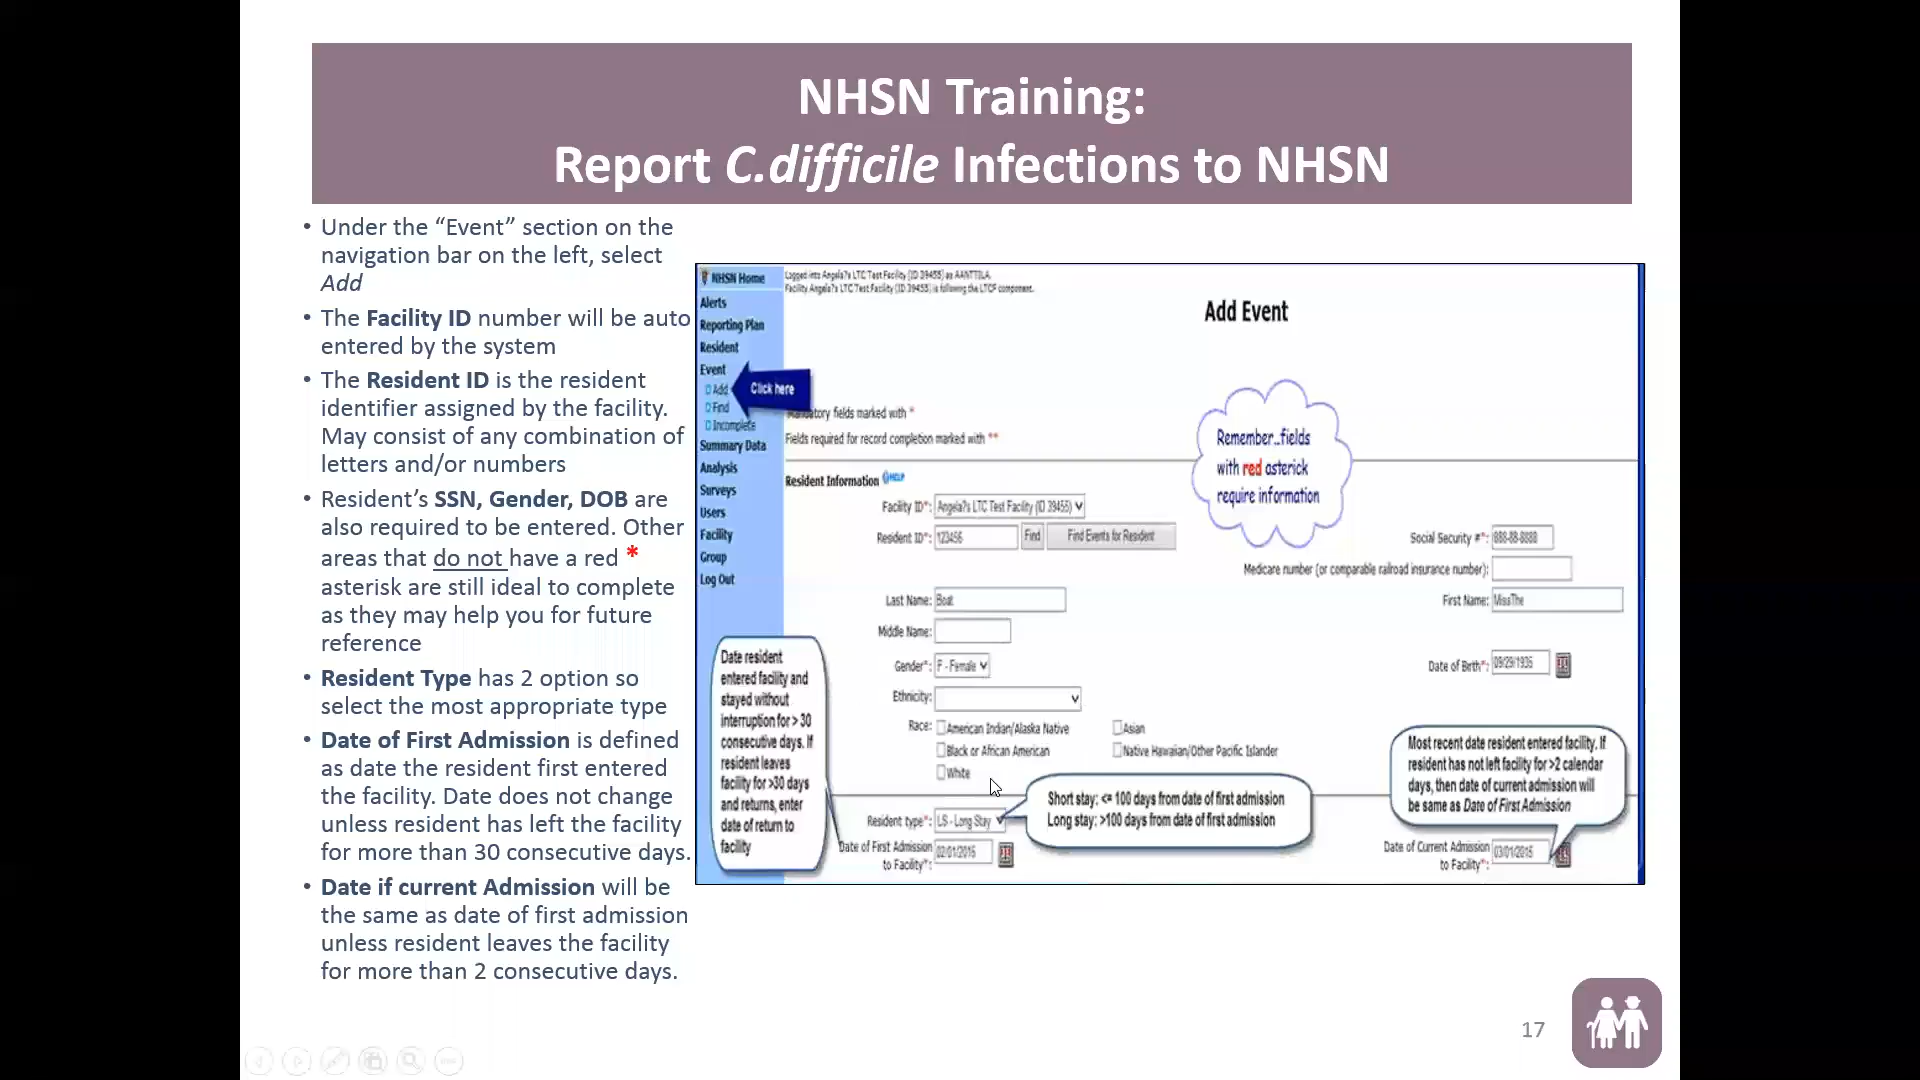 NHSN Training:
Report C.difficile Infections to NHSN
• Under the “Event” section on the
navigation bar on the left, select
Add
• The Facility ID number will be auto
entered by the system
• The Resident ID is the resident
identifier assigned by the facility.
May consist of any combination of
letters and/or numbers
• Resident’s SSN, Gender, DOB are
also required to be entered. Other
areas that do not have a red *
asterisk are still ideal to complete
as they may help you for future
reference
• Resident Type has 2 option so
select the most appropriate type
• Date of First Admission is defined
as date the resident first entered
the facility. Date does not change
unless resident has left the facility
for more than 30 consecutive days.
• Date if current Admission will be
the same as date of first admission
unless resident leaves the facility
for more than 2 consecutive days.
NHSN Home
Alerts
Reporting Plan
Resident
Event
Add
Find
Incomplete
Summary Data
Analysis
Surveys
Users
Facility
Group
Log Out
Click here
Logged into Angela?s LTC Test Facility (ID 39455) as AANTTILA.
Facility Angela?s LTC Test Facility (ID 39455) is following the LTCF component.
Add Event
Mandatory fields marked with *
Fields required for record completion marked with **
Remember..fields
with red asterick
require information
Resident Information HELP
Facility ID*: Angela?s LTC Test Facility (ID 39455)
Resident ID*: 123456 Find Find Events for Resident
Social Security #*: 888-88-8888
Medicare number (or comparable railroad insurance number):
Last Name: Boat
First Name: MissThe
Middle Name:
Gender*: F - Female
Date of Birth*: 09/29/1936
Ethnicity:
Race: American Indian/Alaska Native Asian
Black or African American Native Hawaiian/Other Pacific Islander
White
Date resident
entered facility and
stayed without
interruption for > 30
consecutive days. If
resident leaves
facility for >30 days
and returns, enter
date of return to
facility
Short stay: <= 100 days from date of first admission
Long stay: >100 days from date of first admission
Most recent date resident entered facility. If
resident has not left facility for >2 calendar
days, then date of current admission will
be same as Date of First Admission
Resident type*: LS - Long Stay
Date of First Admission
to Facility*: 02/01/2015
Date of Current Admission
to Facility*: 03/01/2015
17